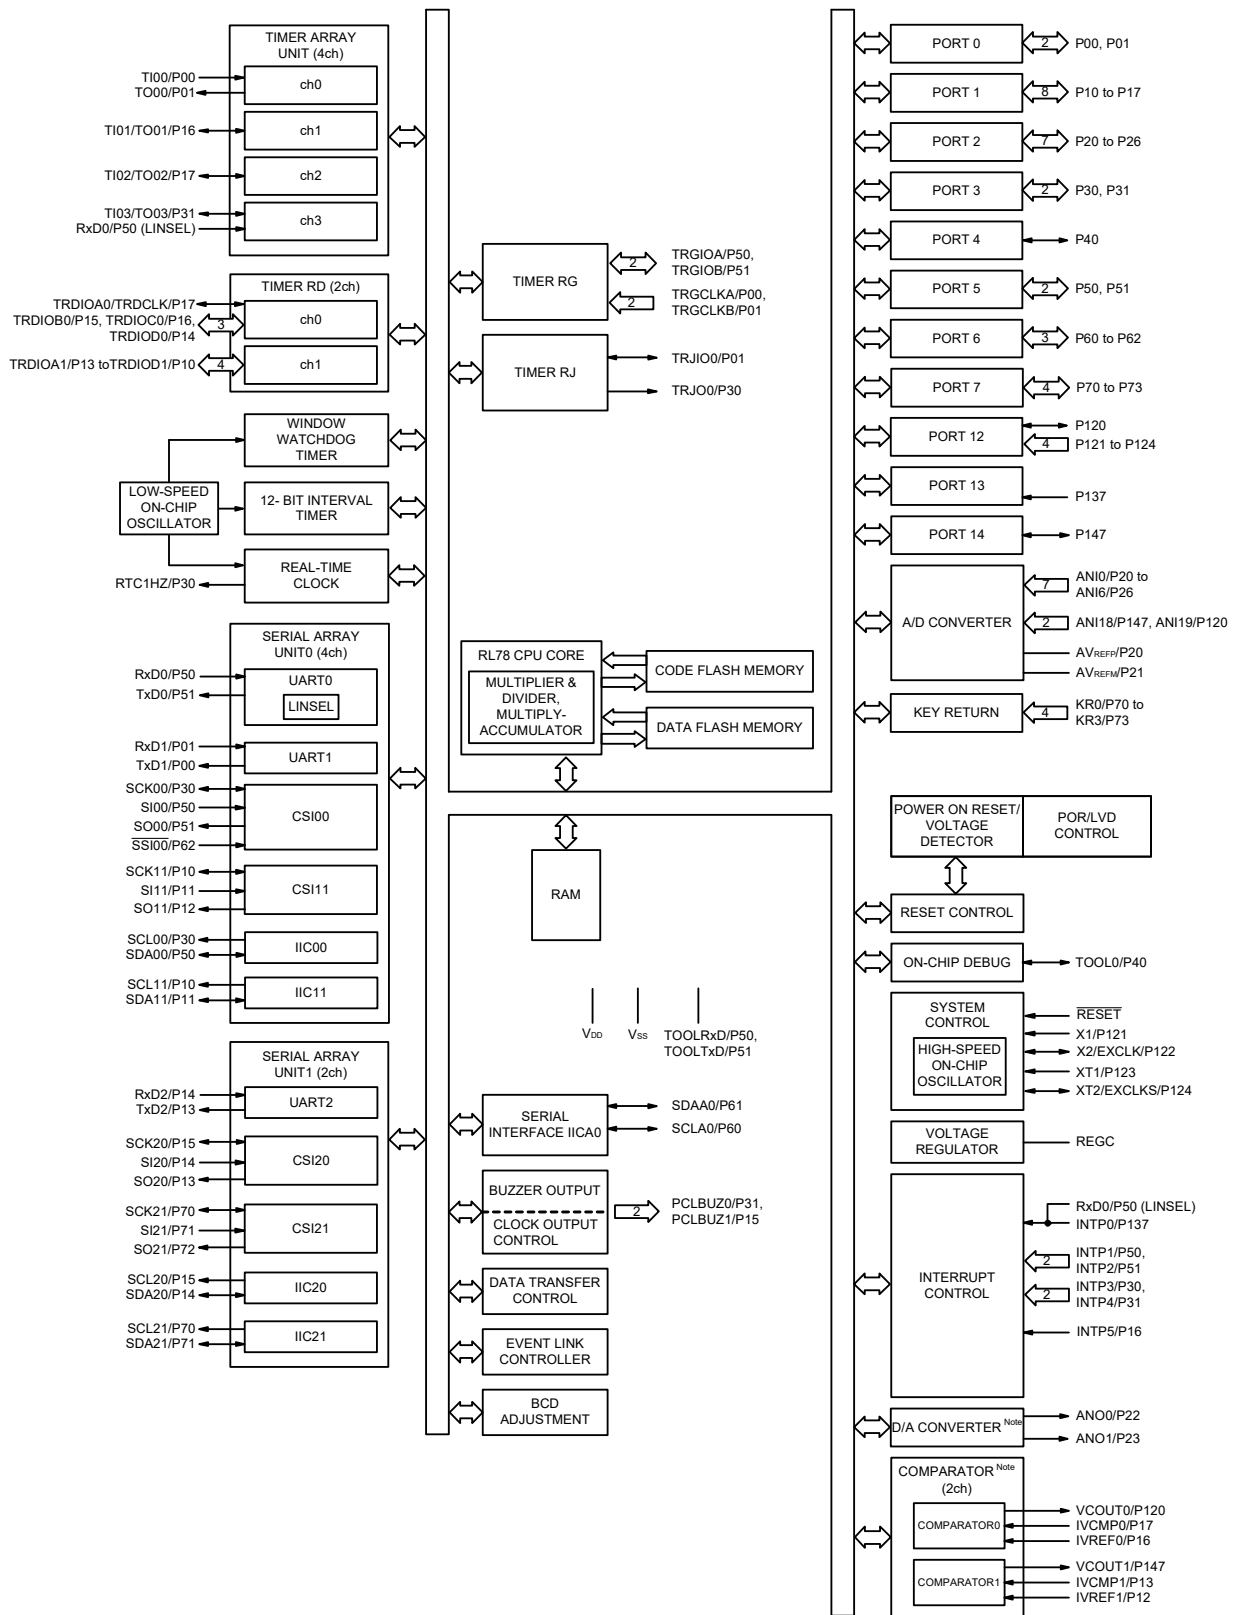 TIMER ARRAY
UNIT (4ch)
TI00/P00
TO00/P01
ch0
TI01/TO01/P16
ch1
TI02/TO02/P17
ch2
TI03/TO03/P31
RxD0/P50 (LINSEL)
ch3
TIMER RD (2ch)
TRDIOA0/TRDCLK/P17
TRDIOB0/P15, TRDIOC0/P16,
TRDIOD0/P14
3
ch0
TRDIOA1/P13 toTRDIOD1/P10
4
ch1
WINDOW
WATCHDOG
TIMER
LOW-SPEED
ON-CHIP
OSCILLATOR
12- BIT INTERVAL
TIMER
RTC1HZ/P30
REAL-TIME
CLOCK
SERIAL ARRAY
UNIT0 (4ch)
RxD0/P50
TxD0/P51
UART0
LINSEL
RxD1/P01
TxD1/P00
UART1
SCK00/P30
SI00/P50
SO00/P51
SSI00/P62
CSI00
SCK11/P10
SI11/P11
SO11/P12
CSI11
SCL00/P30
SDA00/P50
IIC00
SCL11/P10
SDA11/P11
IIC11
SERIAL ARRAY
UNIT1 (2ch)
RxD2/P14
TxD2/P13
UART2
SCK20/P15
SI20/P14
SO20/P13
CSI20
SCK21/P70
SI21/P71
SO21/P72
CSI21
SCL20/P15
SDA20/P14
IIC20
SCL21/P70
SDA21/P71
IIC21
TIMER RG
2
TRGIOA/P50,
TRGIOB/P51
2
TRGCLKA/P00,
TRGCLKB/P01
TIMER RJ
TRJIO0/P01
TRJO0/P30
RL78 CPU CORE
MULTIPLIER &
DIVIDER,
MULTIPLY-
ACCUMULATOR
CODE FLASH MEMORY
DATA FLASH MEMORY
RAM
VDD
VSS
TOOLRxD/P50,
TOOLTxD/P51
SERIAL
INTERFACE IICA0
SDAA0/P61
SCLA0/P60
BUZZER OUTPUT
CLOCK OUTPUT
CONTROL
2
PCLBUZ0/P31,
PCLBUZ1/P15
DATA TRANSFER
CONTROL
EVENT LINK
CONTROLLER
BCD
ADJUSTMENT
PORT 0
2
P00, P01
PORT 1
8
P10 to P17
PORT 2
7
P20 to P26
PORT 3
2
P30, P31
PORT 4
P40
PORT 5
2
P50, P51
PORT 6
3
P60 to P62
PORT 7
4
P70 to P73
PORT 12
P120
4
P121 to P124
PORT 13
P137
PORT 14
P147
A/D CONVERTER
7
ANI0/P20 to
ANI6/P26
2
ANI18/P147, ANI19/P120
AVREFP/P20
AVREFM/P21
KEY RETURN
4
KR0/P70 to
KR3/P73
POWER ON RESET/
VOLTAGE
DETECTOR
POR/LVD
CONTROL
RESET CONTROL
ON-CHIP DEBUG
TOOL0/P40
SYSTEM
CONTROL
HIGH-SPEED
ON-CHIP
OSCILLATOR
RESET
X1/P121
X2/EXCLK/P122
XT1/P123
XT2/EXCLKS/P124
VOLTAGE
REGULATOR
REGC
INTERRUPT
CONTROL
RxD0/P50 (LINSEL)
INTP0/P137
2
INTP1/P50,
INTP2/P51
2
INTP3/P30,
INTP4/P31
INTP5/P16
D/A CONVERTER Note
ANO0/P22
ANO1/P23
COMPARATOR Note
(2ch)
COMPARATOR0
VCOUT0/P120
IVCMP0/P17
IVREF0/P16
COMPARATOR1
VCOUT1/P147
IVCMP1/P13
IVREF1/P12